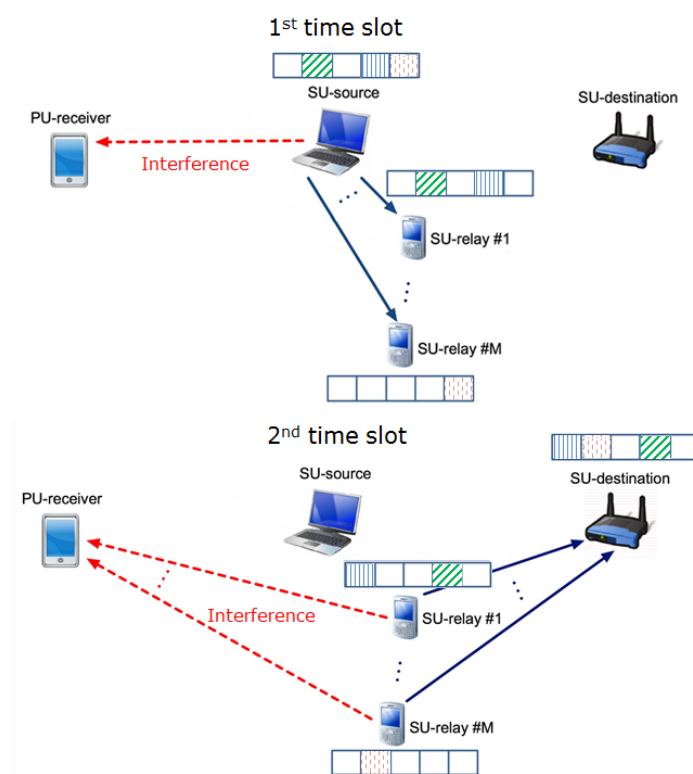 1st time slot
SU-source
SU-destination
PU-receiver
Interference
SU-relay #1
SU-relay #M
2nd time slot
SU-source
SU-destination
PU-receiver
Interference
SU-relay #1
SU-relay #M